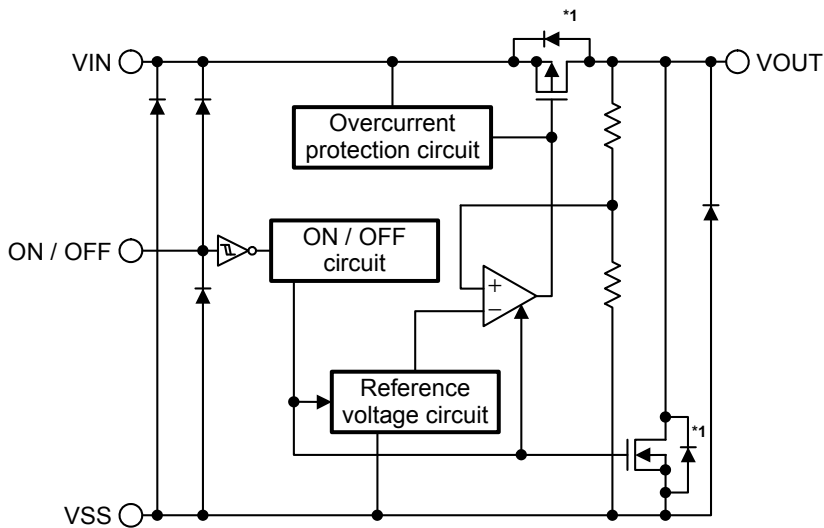 *1
VIN
VOUT
Overcurrent
protection circuit
ON / OFF
ON / OFF
circuit
+
−
Reference
voltage circuit
*1
VSS